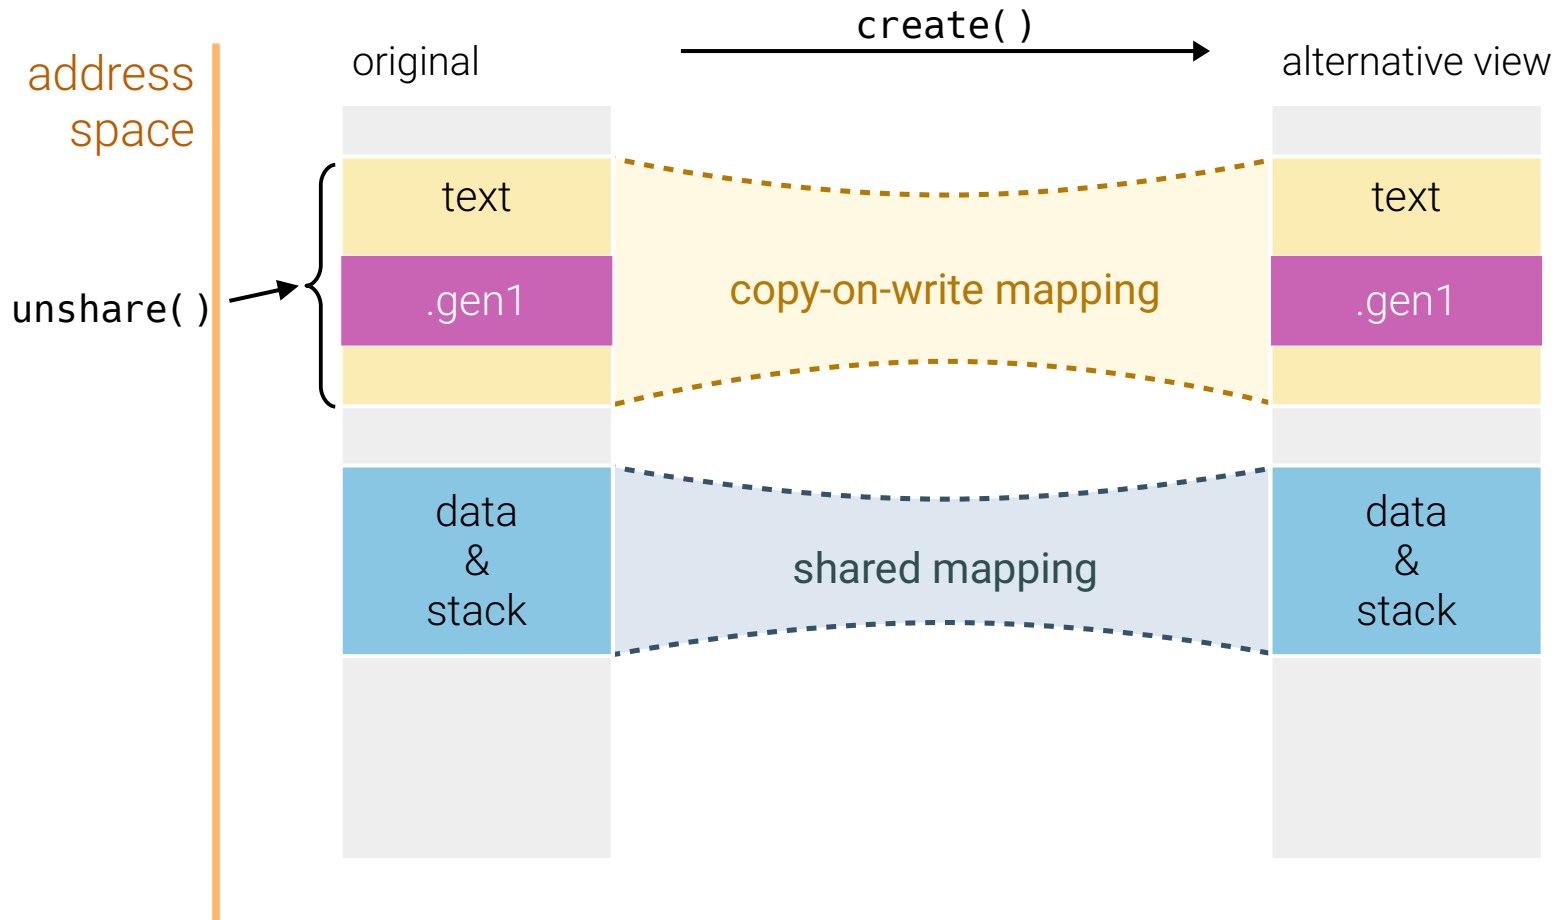 create()
address
space
original
alternative view
text
text
unshare()
.gen1
copy-on-write mapping
.gen1
data
&
stack
shared mapping
data
&
stack